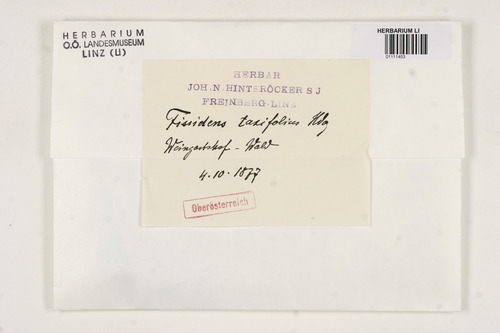 HERBARIUM
O.Ö. LANDESMUSEUM
LINZ (LI)
HERBARIUM LI
01111453
HERBAR
JOH. N. HINTERÖCKER S J
FREINBERG-LINZ
Fissidens taxifolius Hdg
Weingartshof - Wald
4.10.1877
Oberösterreich